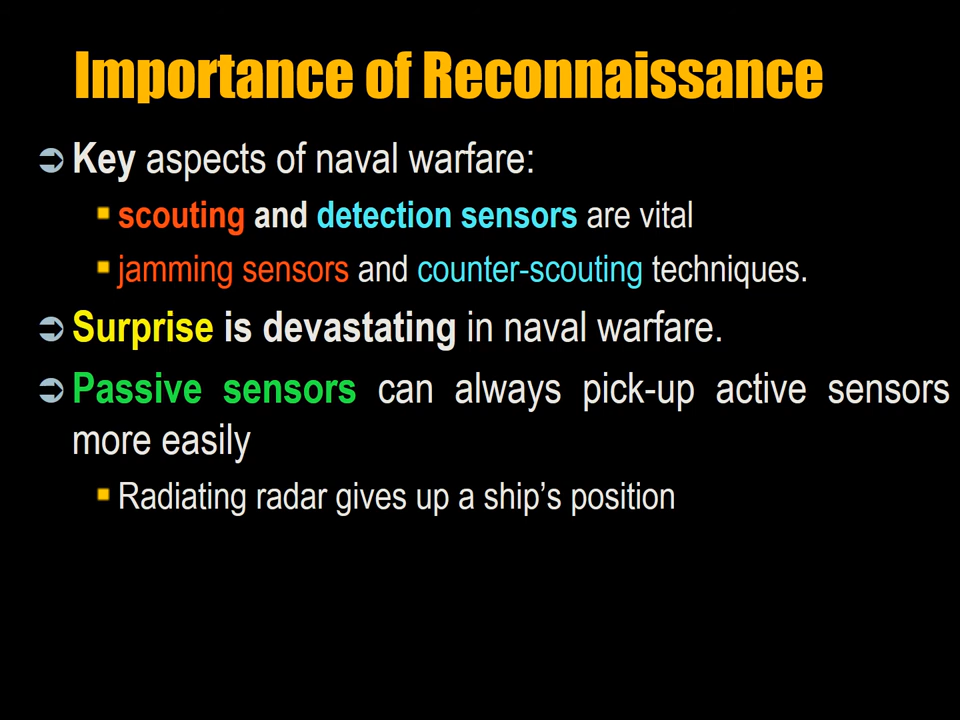 Importance of Reconnaissance
Key aspects of naval warfare:
scouting and detection sensors are vital
jamming sensors and counter-scouting techniques.
Surprise is devastating in naval warfare.
Passive sensors can always pick-up active sensors
more easily
Radiating radar gives up a ship’s position